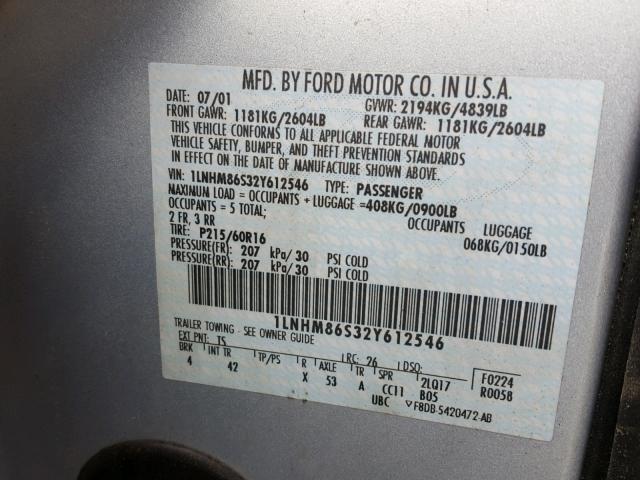 MFD. BY FORD MOTOR CO. IN U.S.A.
DATE: 07/01 GVWR: 2194KG/4839LB
FRONT GAWR: 1181KG/2604LB REAR GAWR: 1181KG/2604LB
THIS VEHICLE CONFORMS TO ALL APPLICABLE FEDERAL MOTOR
VEHICLE SAFETY, BUMPER, AND THEFT PREVENTION STANDARDS
IN EFFECT ON THE DATE OF MANUFACTURE SHOWN ABOVE.
VIN: 1LNHM86S32Y612546 TYPE: PASSENGER
MAXIMUM LOAD = OCCUPANTS + LUGGAGE =408KG/0900LB
OCCUPANTS = 5 TOTAL; OCCUPANTS LUGGAGE
2 FR, 3 RR 068KG/0150LB
TIRE: P215/60R16
PRESSURE(FR) 207 kPa/30 PSI COLD
PRESSURE(RR) 207 kPa/30 PSI COLD
1LNHM86S32Y612546
TRAILER TOWING - SEE OWNER GUIDE
EXT PNT: TS RC: 26 DSO:
BRK INT TR TP/PS R AXLE TR SPR 2LQ17 F0224
4 42 X 53 A CC11 B05 R0058
UBC ▽F8DB-5420472-AB